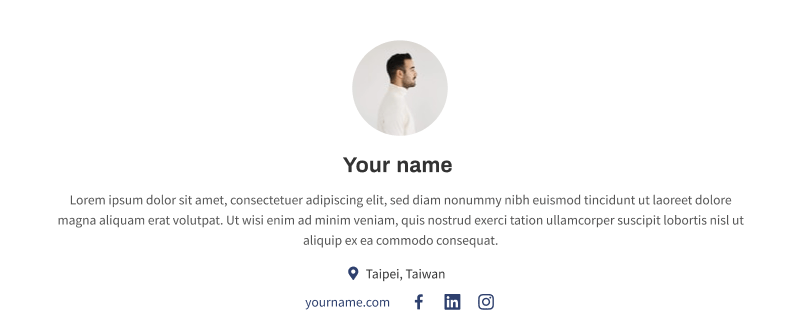 Your name
Lorem ipsum dolor sit amet, consectetuer adipiscing elit, sed diam nonummy nibh euismod tincidunt ut laoreet dolore
magna aliquam erat volutpat. Ut wisi enim ad minim veniam, quis nostrud exerci tation ullamcorper suscipit lobortis nisl ut
aliquip ex ea commodo consequat.
Taipei, Taiwan
yourname.com